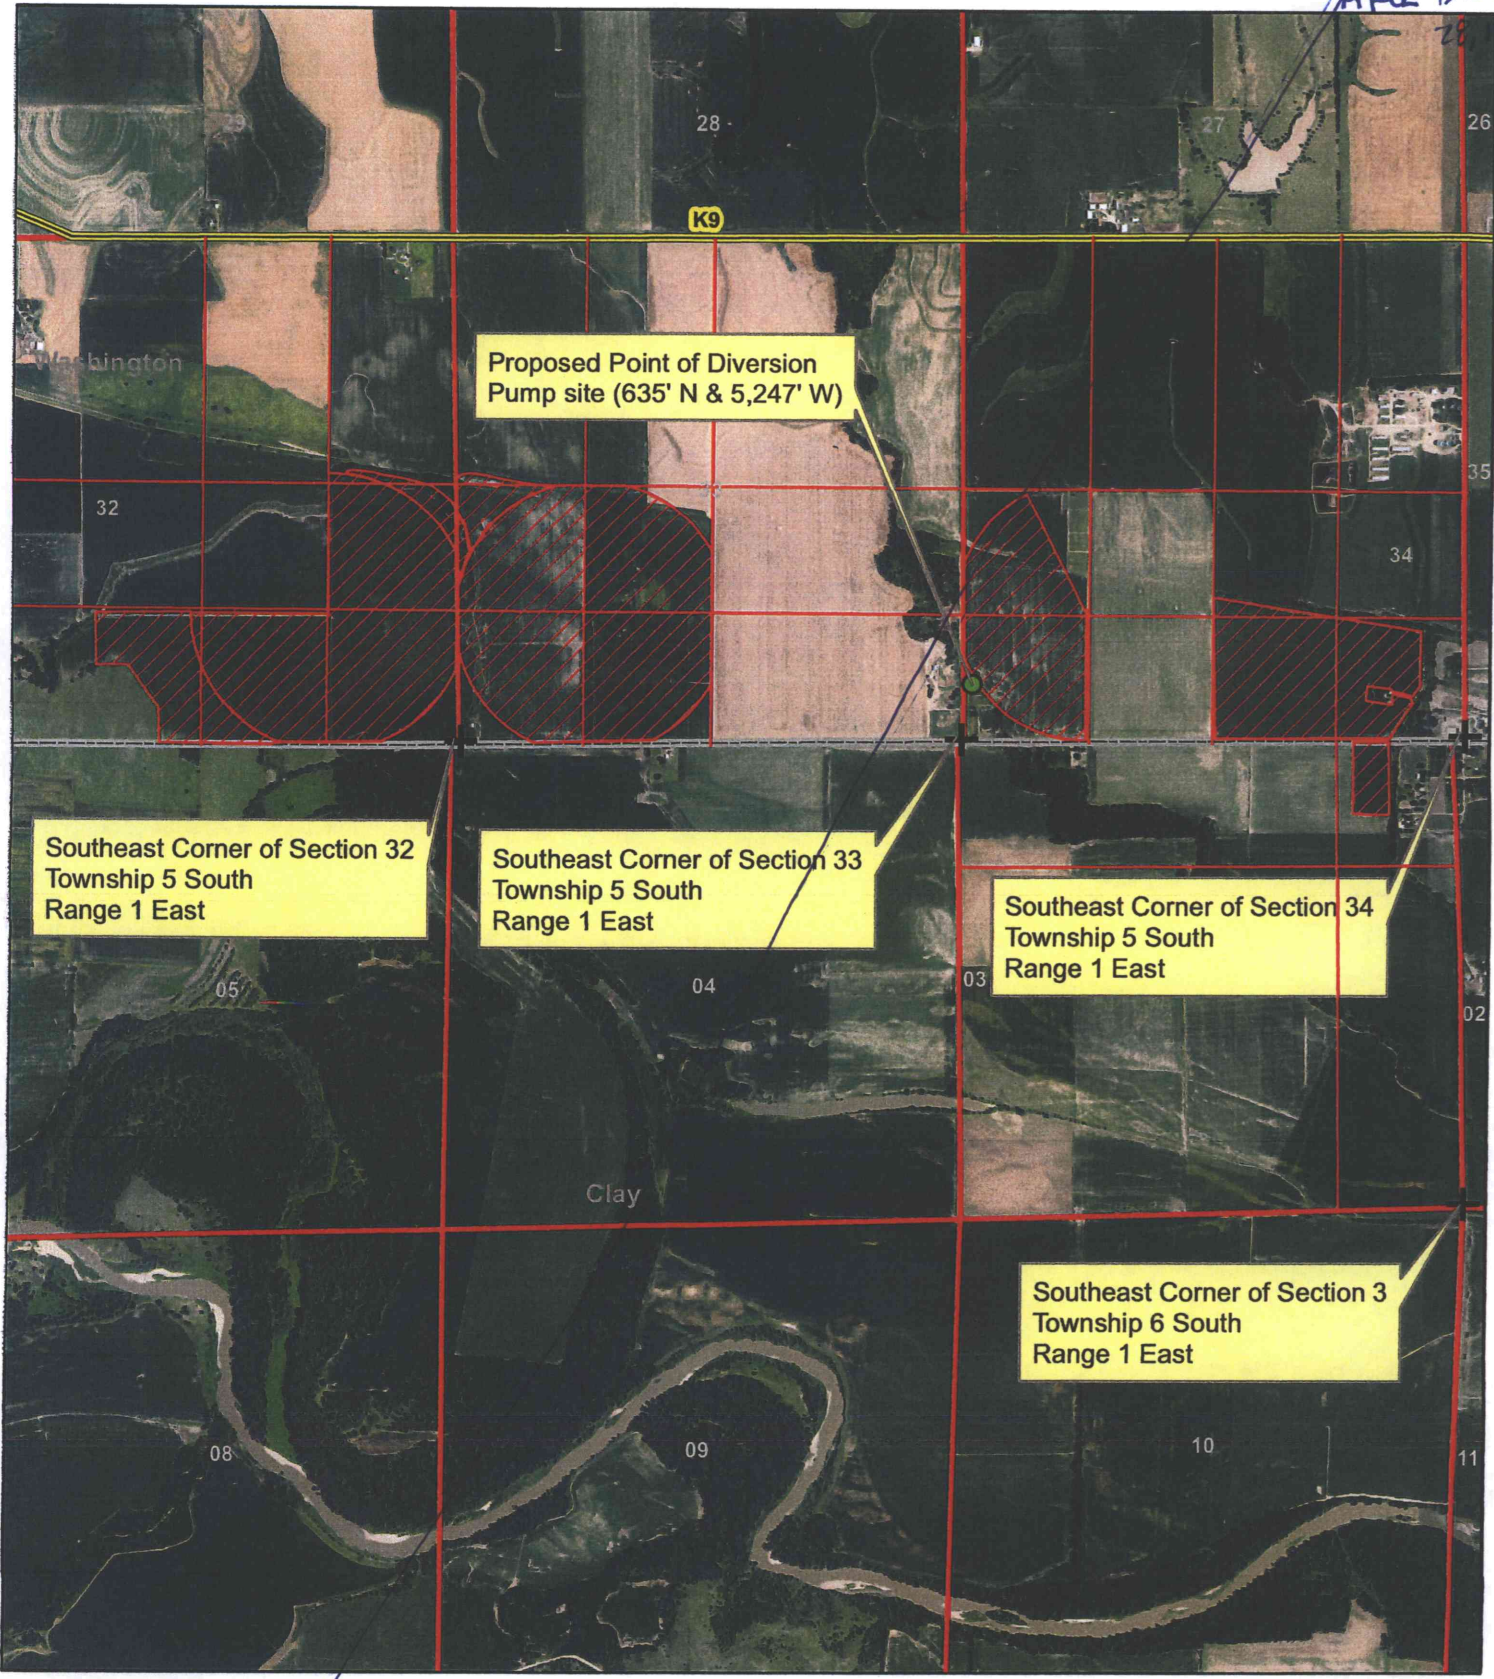 28
27
26
K9
Proposed Point of Diversion
Pump site (635' N & 5,247' W)
Washington
32
35
34
Southeast Corner of Section 32
Township 5 South
Range 1 East
Southeast Corner of Section 33
Township 5 South
Range 1 East
Southeast Corner of Section 34
Township 5 South
Range 1 East
05
04
03
02
Clay
Southeast Corner of Section 3
Township 6 South
Range 1 East
08
09
10
11